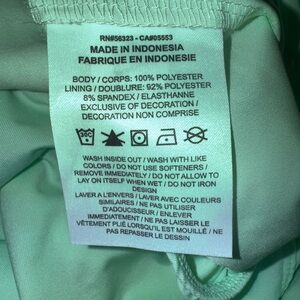 RN#56323 - CA#05553
MADE IN INDONESIA
FABRIQUE EN INDONÉSIE
BODY / CORPS: 100% POLYESTER
LINING / DOUBLURE: 92% POLYESTER
8% SPANDEX / ELASTHANNE
EXCLUSIVE OF DECORATION /
DECORATION NON COMPRISE
WASH INSIDE OUT / WASH WITH LIKE
COLORS / DO NOT USE SOFTENERS /
REMOVE IMMEDIATELY / DO NOT ALLOW TO
LAY ON ITSELF WHEN WET / DO NOT IRON
DESIGN
LAVER A L'ENVERS / LAVER AVEC COULEURS
SIMILAIRES / NE PAS UTILISER
D'ADOUCISSEUR / ENLEVER
IMMEDIATEMENT / NE PAS LAISSER LE
VÊTEMENT PLIÉ LORSQU'IL EST MOUILLÉ / NE
PAS REPASSER LE DESSIN